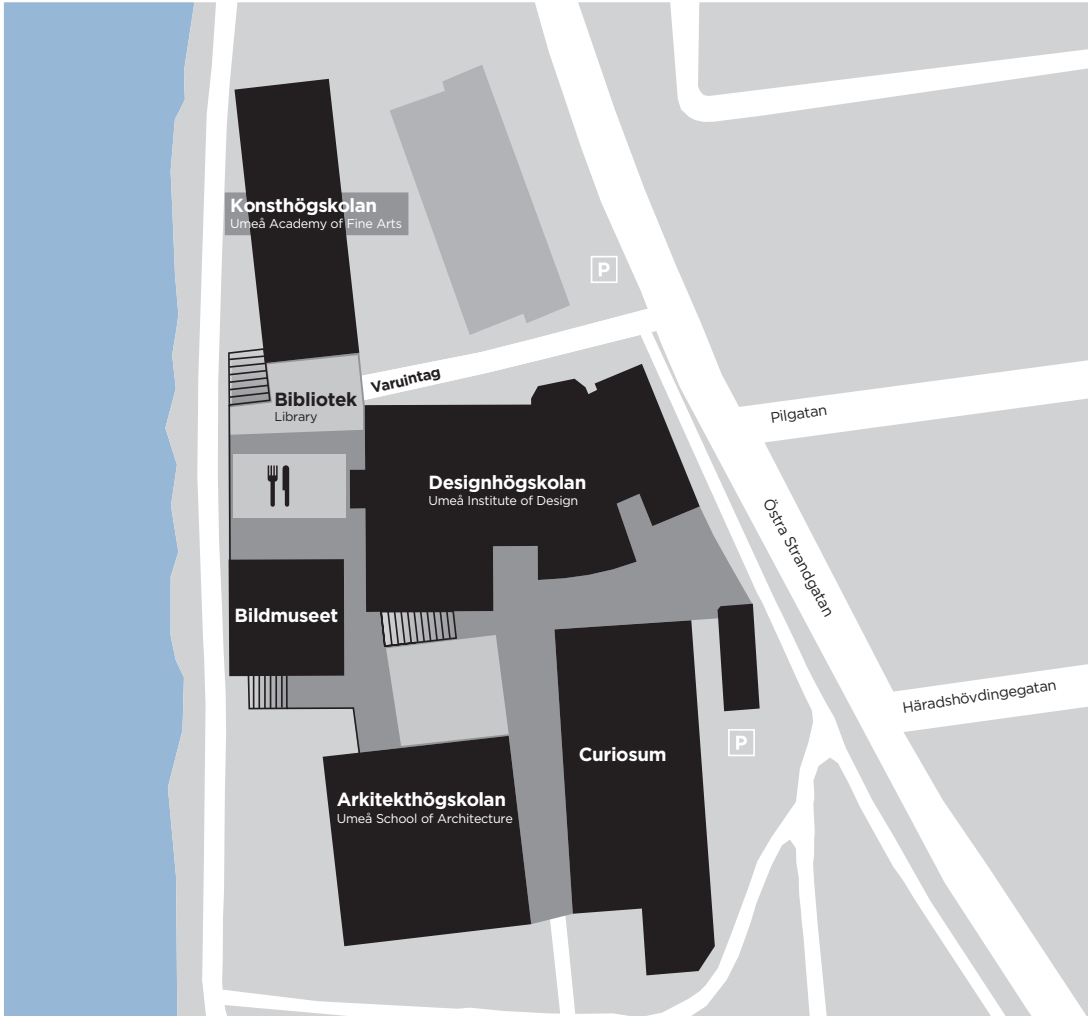 Konsthögskolan
Umeå Academy of Fine Arts
P
Varuintag
Bibliotek
Library
Pilgatan
Designhögskolan
Umeå Institute of Design
Östra Strandgatan
Bildmuseet
Häradshövdingegatan
P
Curiosum
Arkitekthögskolan
Umeå School of Architecture